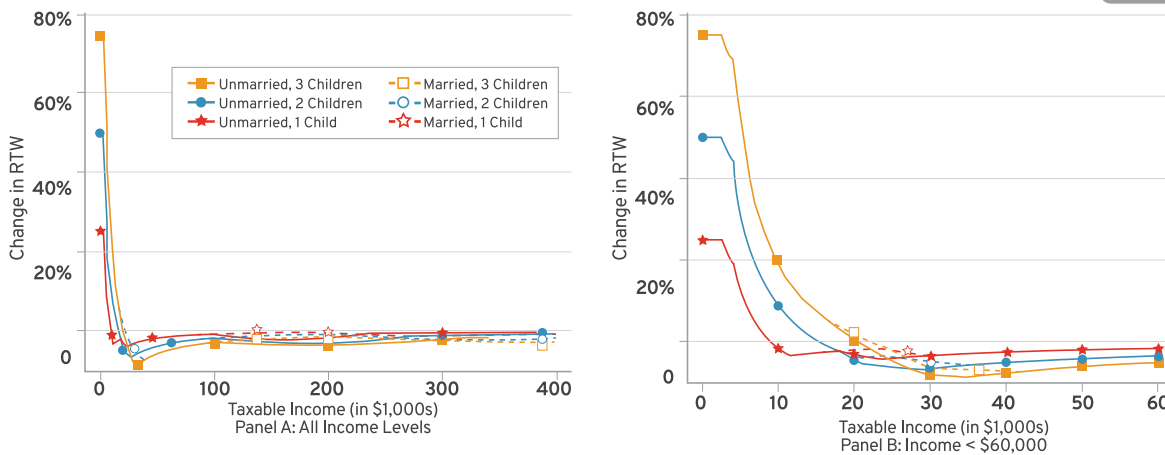 80%
60%
40%
20%
0
Change in RTW
Unmarried, 3 Children
Married, 3 Children
Unmarried, 2 Children
Married, 2 Children
Unmarried, 1 Child
Married, 1 Child
0 100 200 300 400
Taxable Income (in $1,000s)
Panel A: All Income Levels
80%
60%
40%
20%
0
Change in RTW
0 10 20 30 40 50 60
Taxable Income (in $1,000s)
Panel B: Income < $60,000